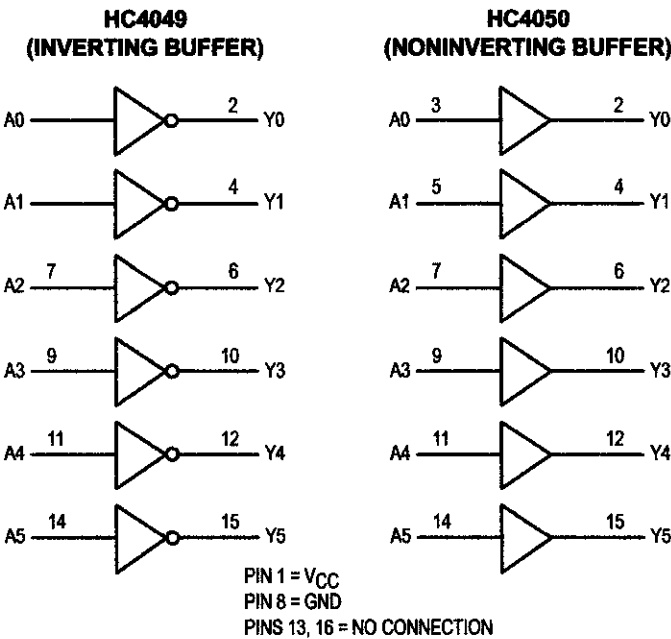 HC4049
(INVERTING BUFFER)
A0 2 Y0
A1 4 Y1
A2 7 6 Y2
A3 9 10 Y3
A4 11 12 Y4
A5 14 15 Y5
HC4050
(NONINVERTING BUFFER)
A0 3 2 Y0
A1 5 4 Y1
A2 7 6 Y2
A3 9 10 Y3
A4 11 12 Y4
A5 14 15 Y5
PIN 1 = VCC
PIN 8 = GND
PINS 13, 16 = NO CONNECTION